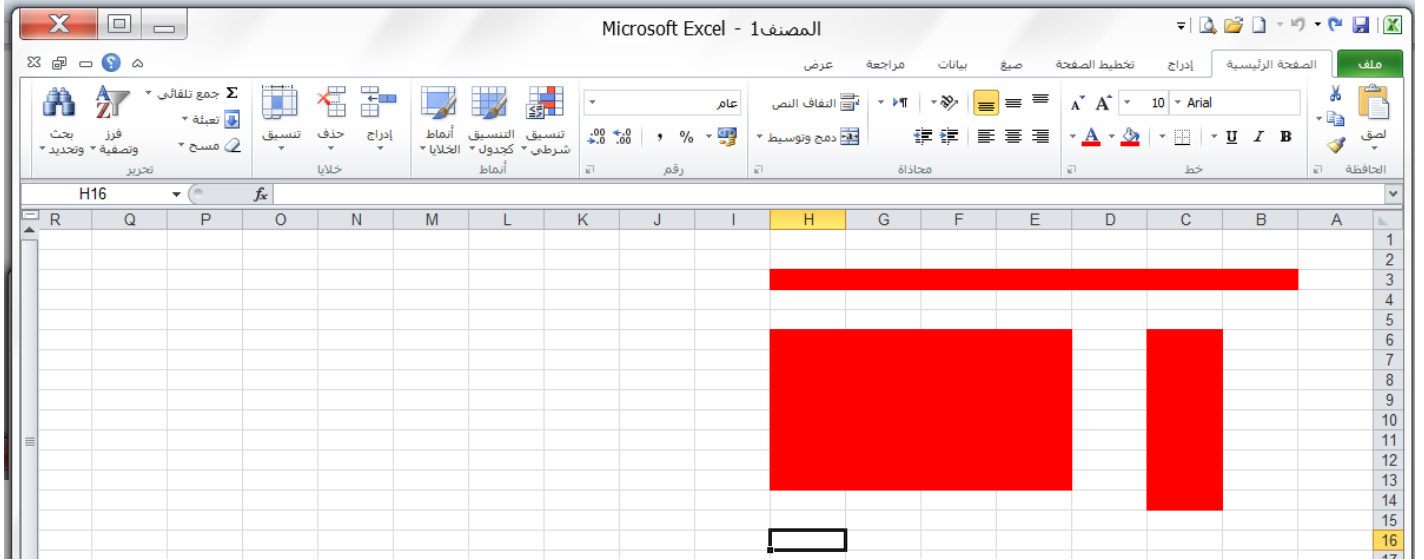 المصنف1 - Microsoft Excel
ملف الصفحة الرئيسية إدراج تخطيط الصفحة صيغ بيانات مراجعة عرض
Arial 10 التفاف النص عام Σ جمع تلقائي
تعبئة
لصق B I U A دمج وتوسيط % , تنسيق شرطي التنسيق كجدول أنماط الخلايا إدراج حذف تنسيق مسح فرز وتصفية بحث وتحديد
الحافظة خط محاذاة رقم أنماط خلايا تحرير
H16 fx
A B C D E F G H I J K L M N O P Q R
1
2
3
4
5
6
7
8
9
10
11
12
13
14
15
16
17